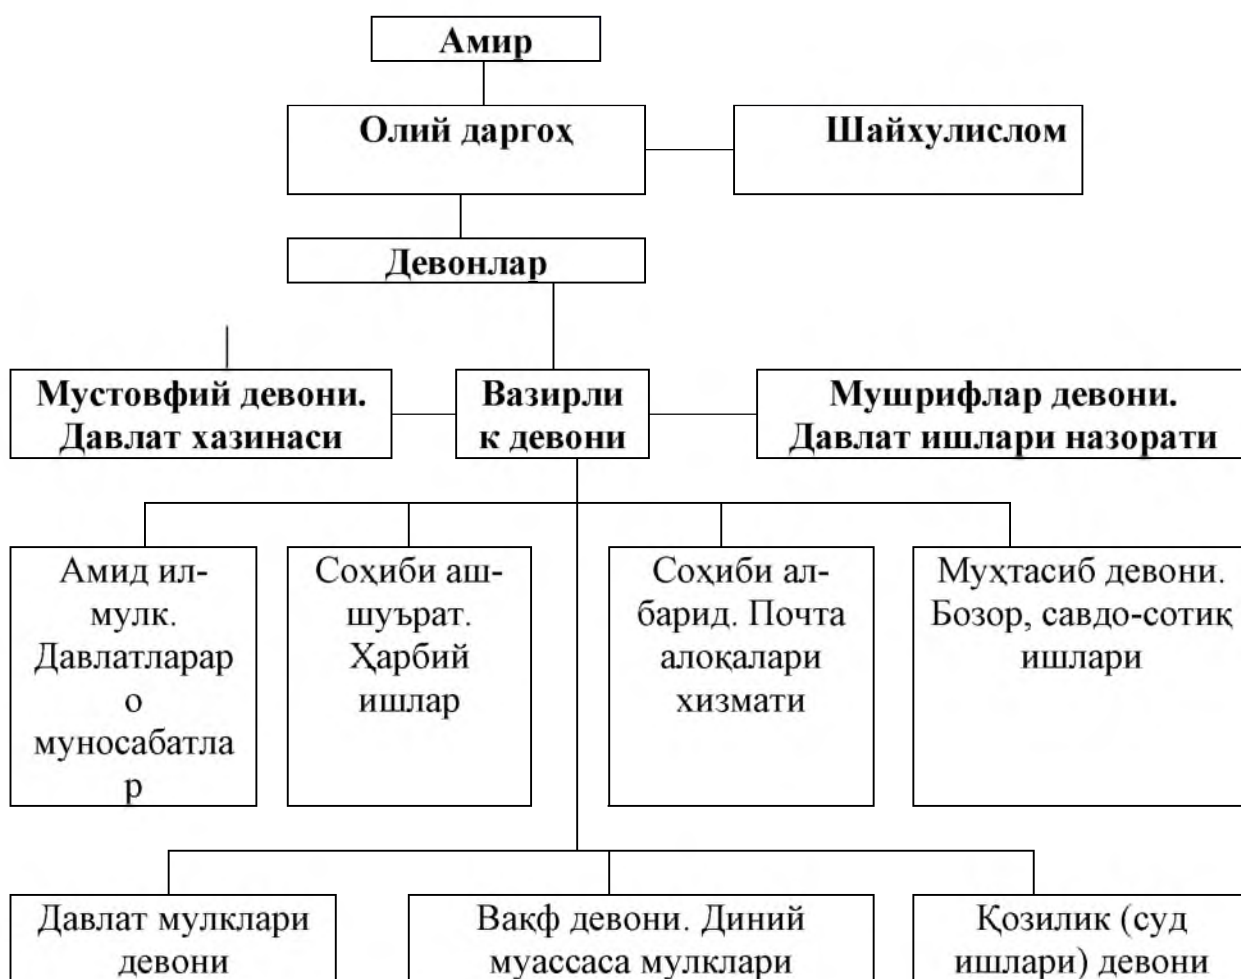 Амир
Олий даргоҳ
Шайхулислом
Девонлар
Мустовфий девони.
Давлат хазинаси
Вазирли
к девони
Мушрифлар девони.
Давлат ишлари назорати
Амид ил-
мулк.
Давлатларар
о
муносабатла
р
Соҳиби аш-
шуърат.
Ҳарбий
ишлар
Соҳиби ал-
барид. Почта
алоқалари
хизмати
Муҳтасиб девони.
Бозор, савдо-сотиқ
ишлари
Давлат мулклари
девони
Вақф девони. Диний
муассаса мулклари
Қозилик (суд
ишлари) девони